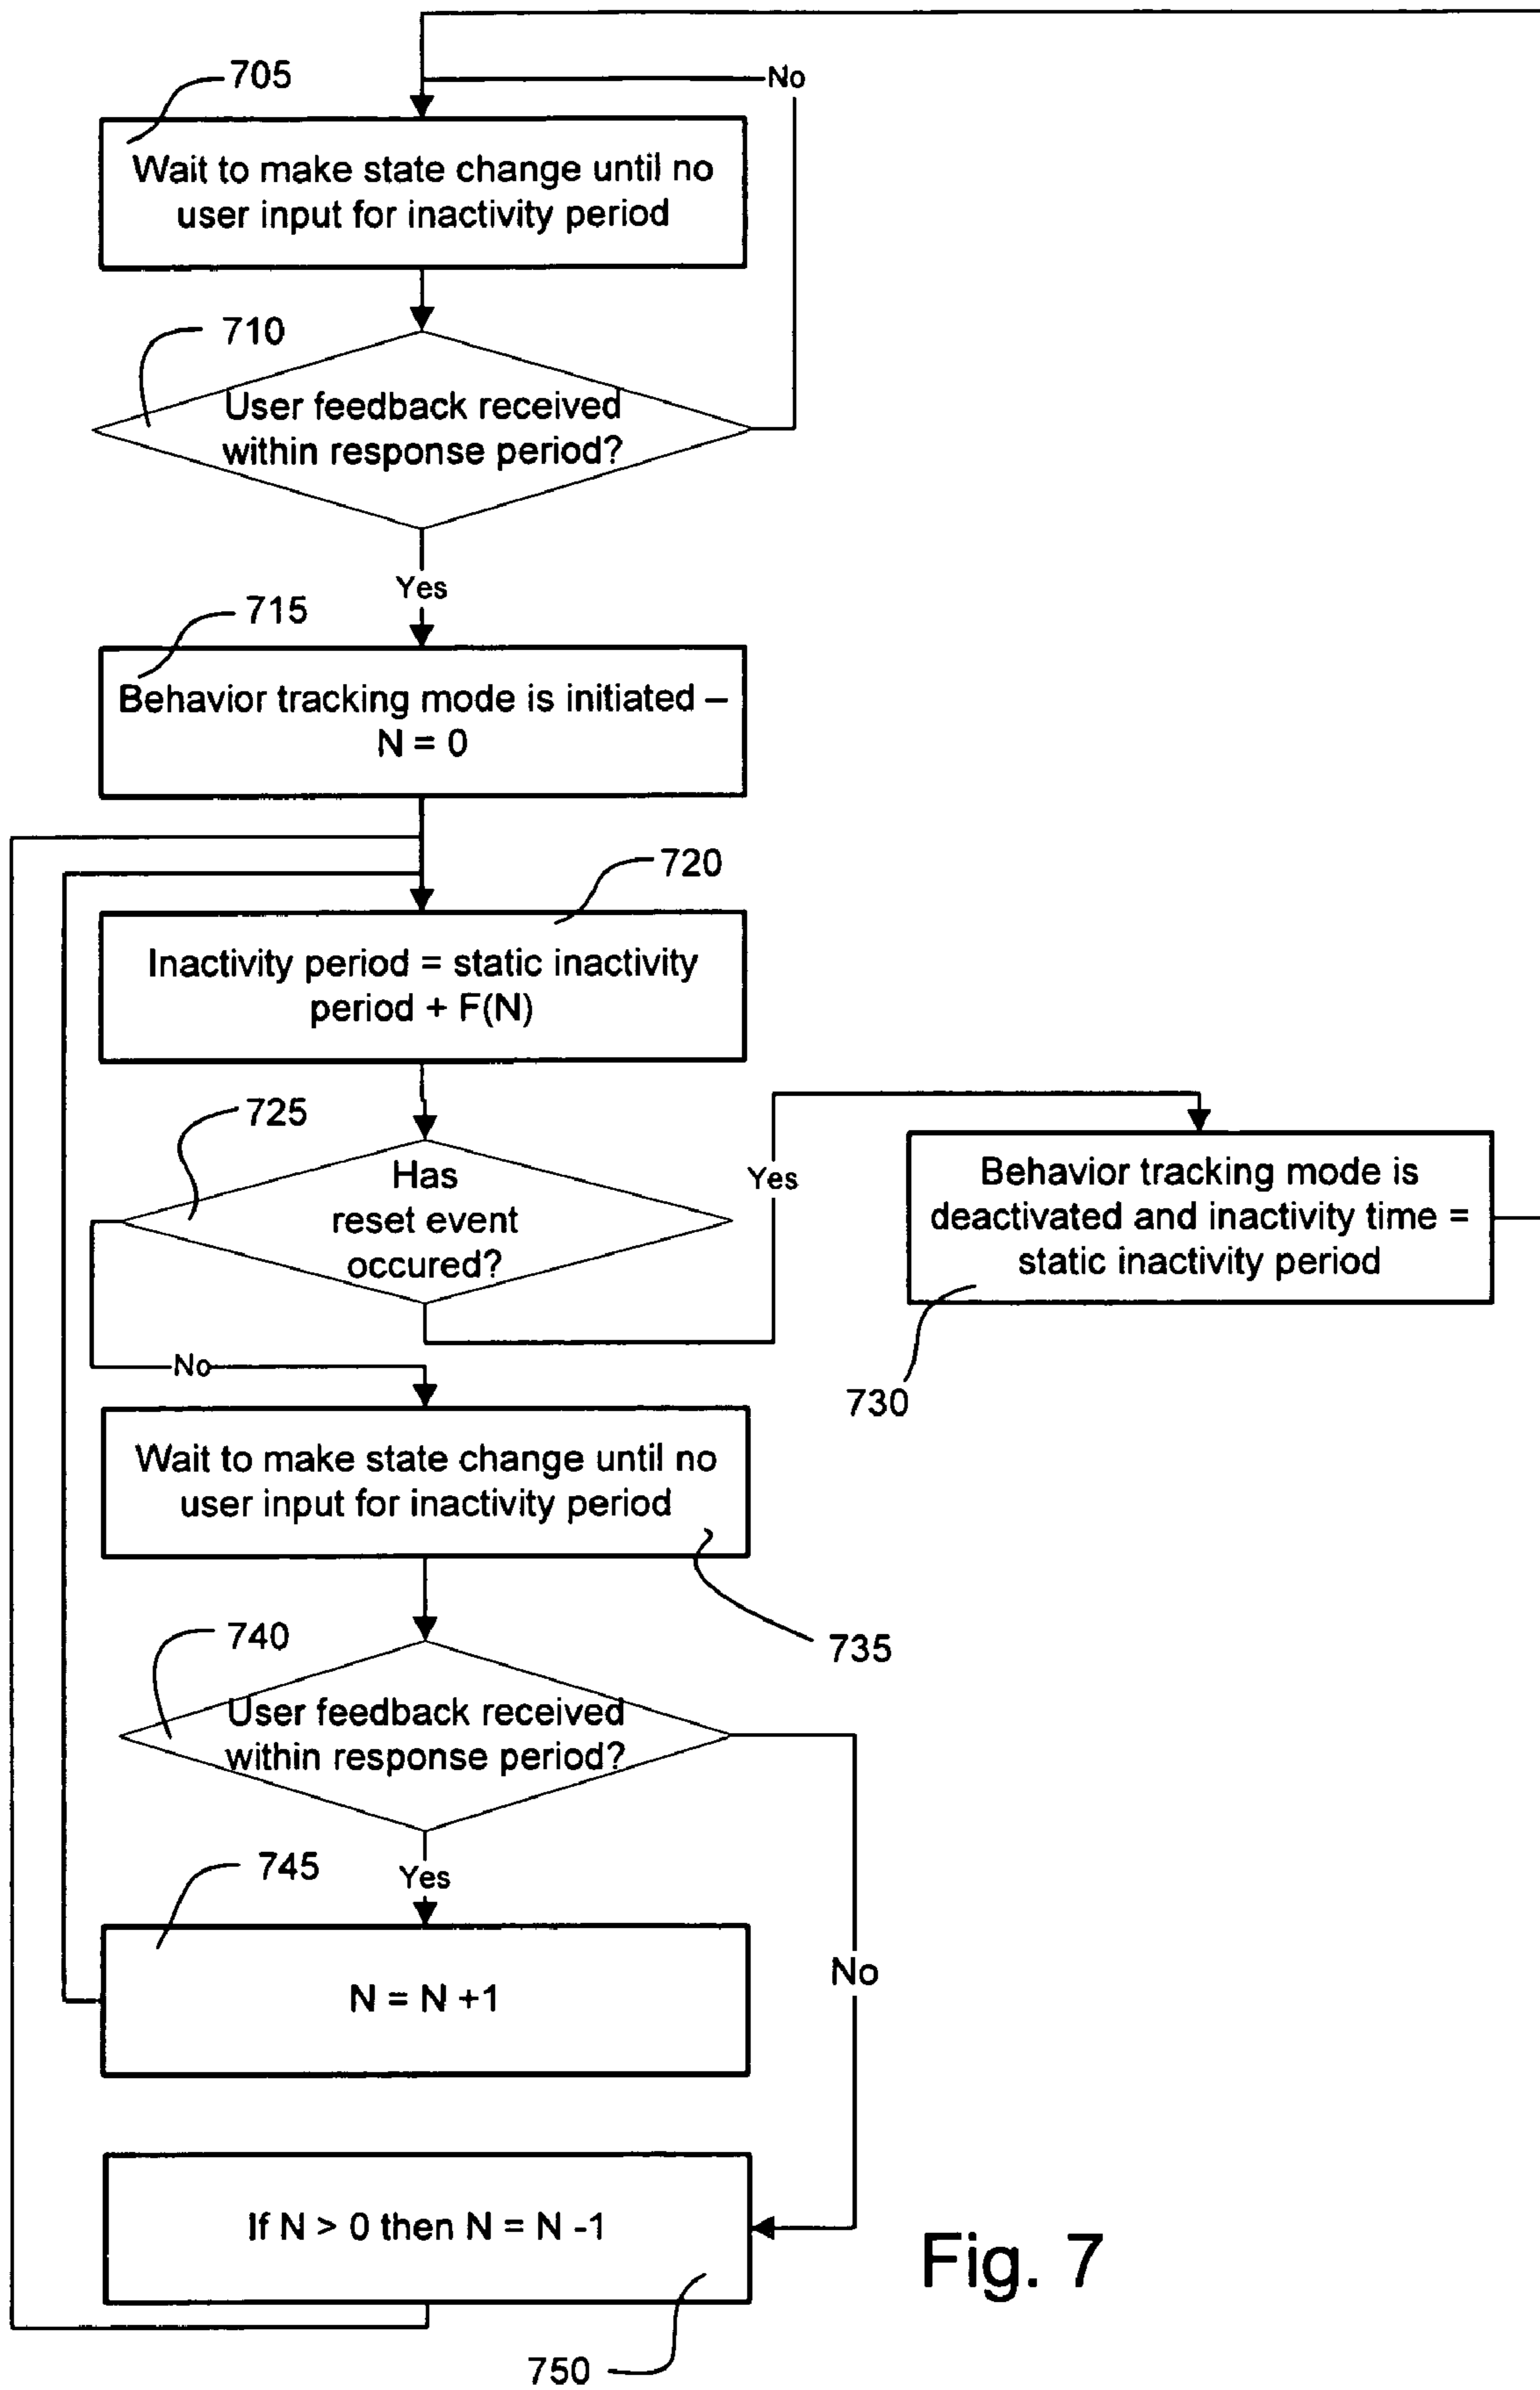 705
No
Wait to make state change until no
user input for inactivity period
710
User feedback received
within response period?
Yes
715
Behavior tracking mode is initiated –
N = 0
720
Inactivity period = static inactivity
period + F(N)
725
Has
reset event
occured?
Yes
Behavior tracking mode is
deactivated and inactivity time =
static inactivity period
730
No
Wait to make state change until no
user input for inactivity period
735
740
User feedback received
within response period?
Yes
745
No
N = N +1
If N > 0 then N = N -1
750
Fig. 7